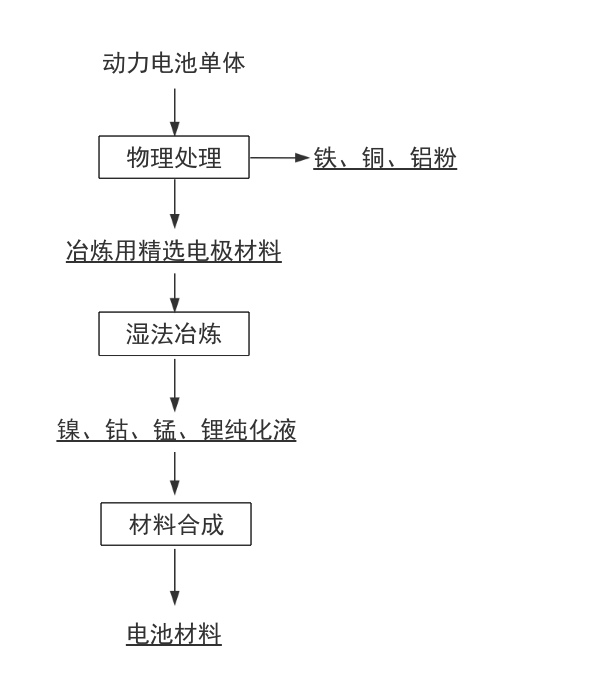 动力电池单体
物理处理
铁、铜、铝粉
冶炼用精选电极材料
湿法冶炼
镍、钴、锰、锂纯化液
材料合成
电池材料